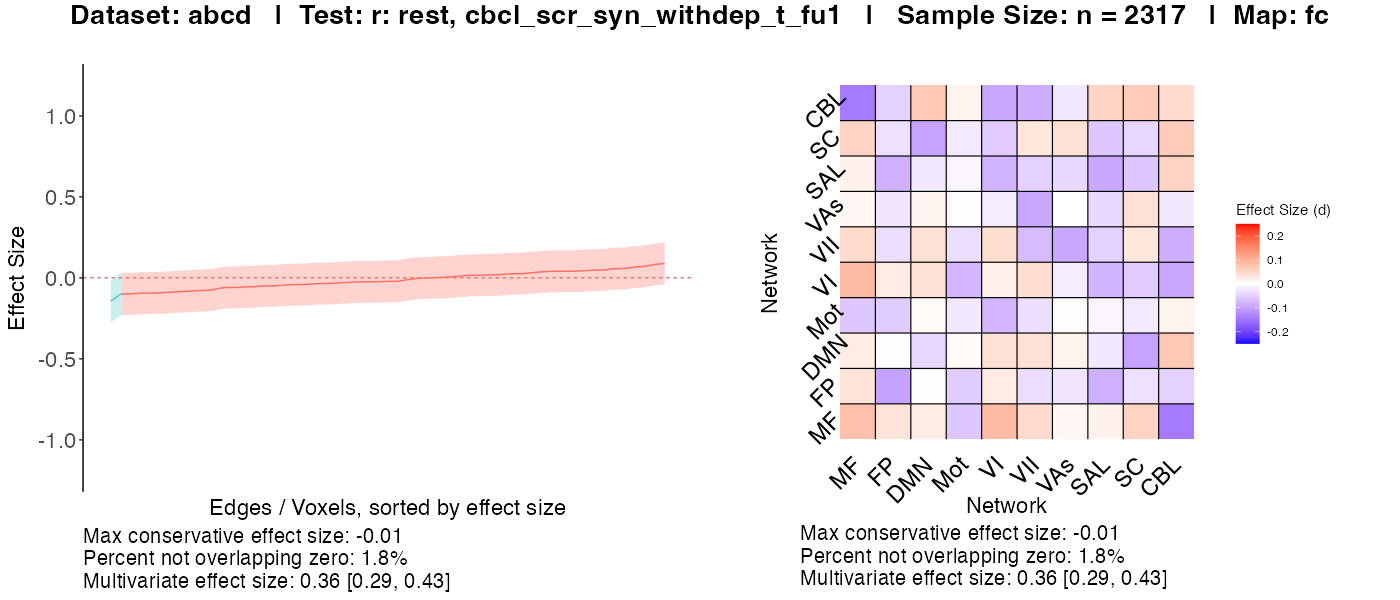 Dataset: abcd | Test: r: rest, cbcl_scr_syn_withdep_t_fu1 | Sample Size: n = 2317 | Map: fc
Effect Size
1.0
0.5
0.0
-0.5
-1.0
Edges / Voxels, sorted by effect size
Max conservative effect size: -0.01
Percent not overlapping zero: 1.8%
Multivariate effect size: 0.36 [0.29, 0.43]
Network
CBL
SC
SAL
VAs
VII
VI
Mot
DMN
FP
MF
MF FP DMN Mot VI VII VAs SAL SC CBL
Network
Max conservative effect size: -0.01
Percent not overlapping zero: 1.8%
Multivariate effect size: 0.36 [0.29, 0.43]
Effect Size (d)
0.2
0.1
0.0
-0.1
-0.2